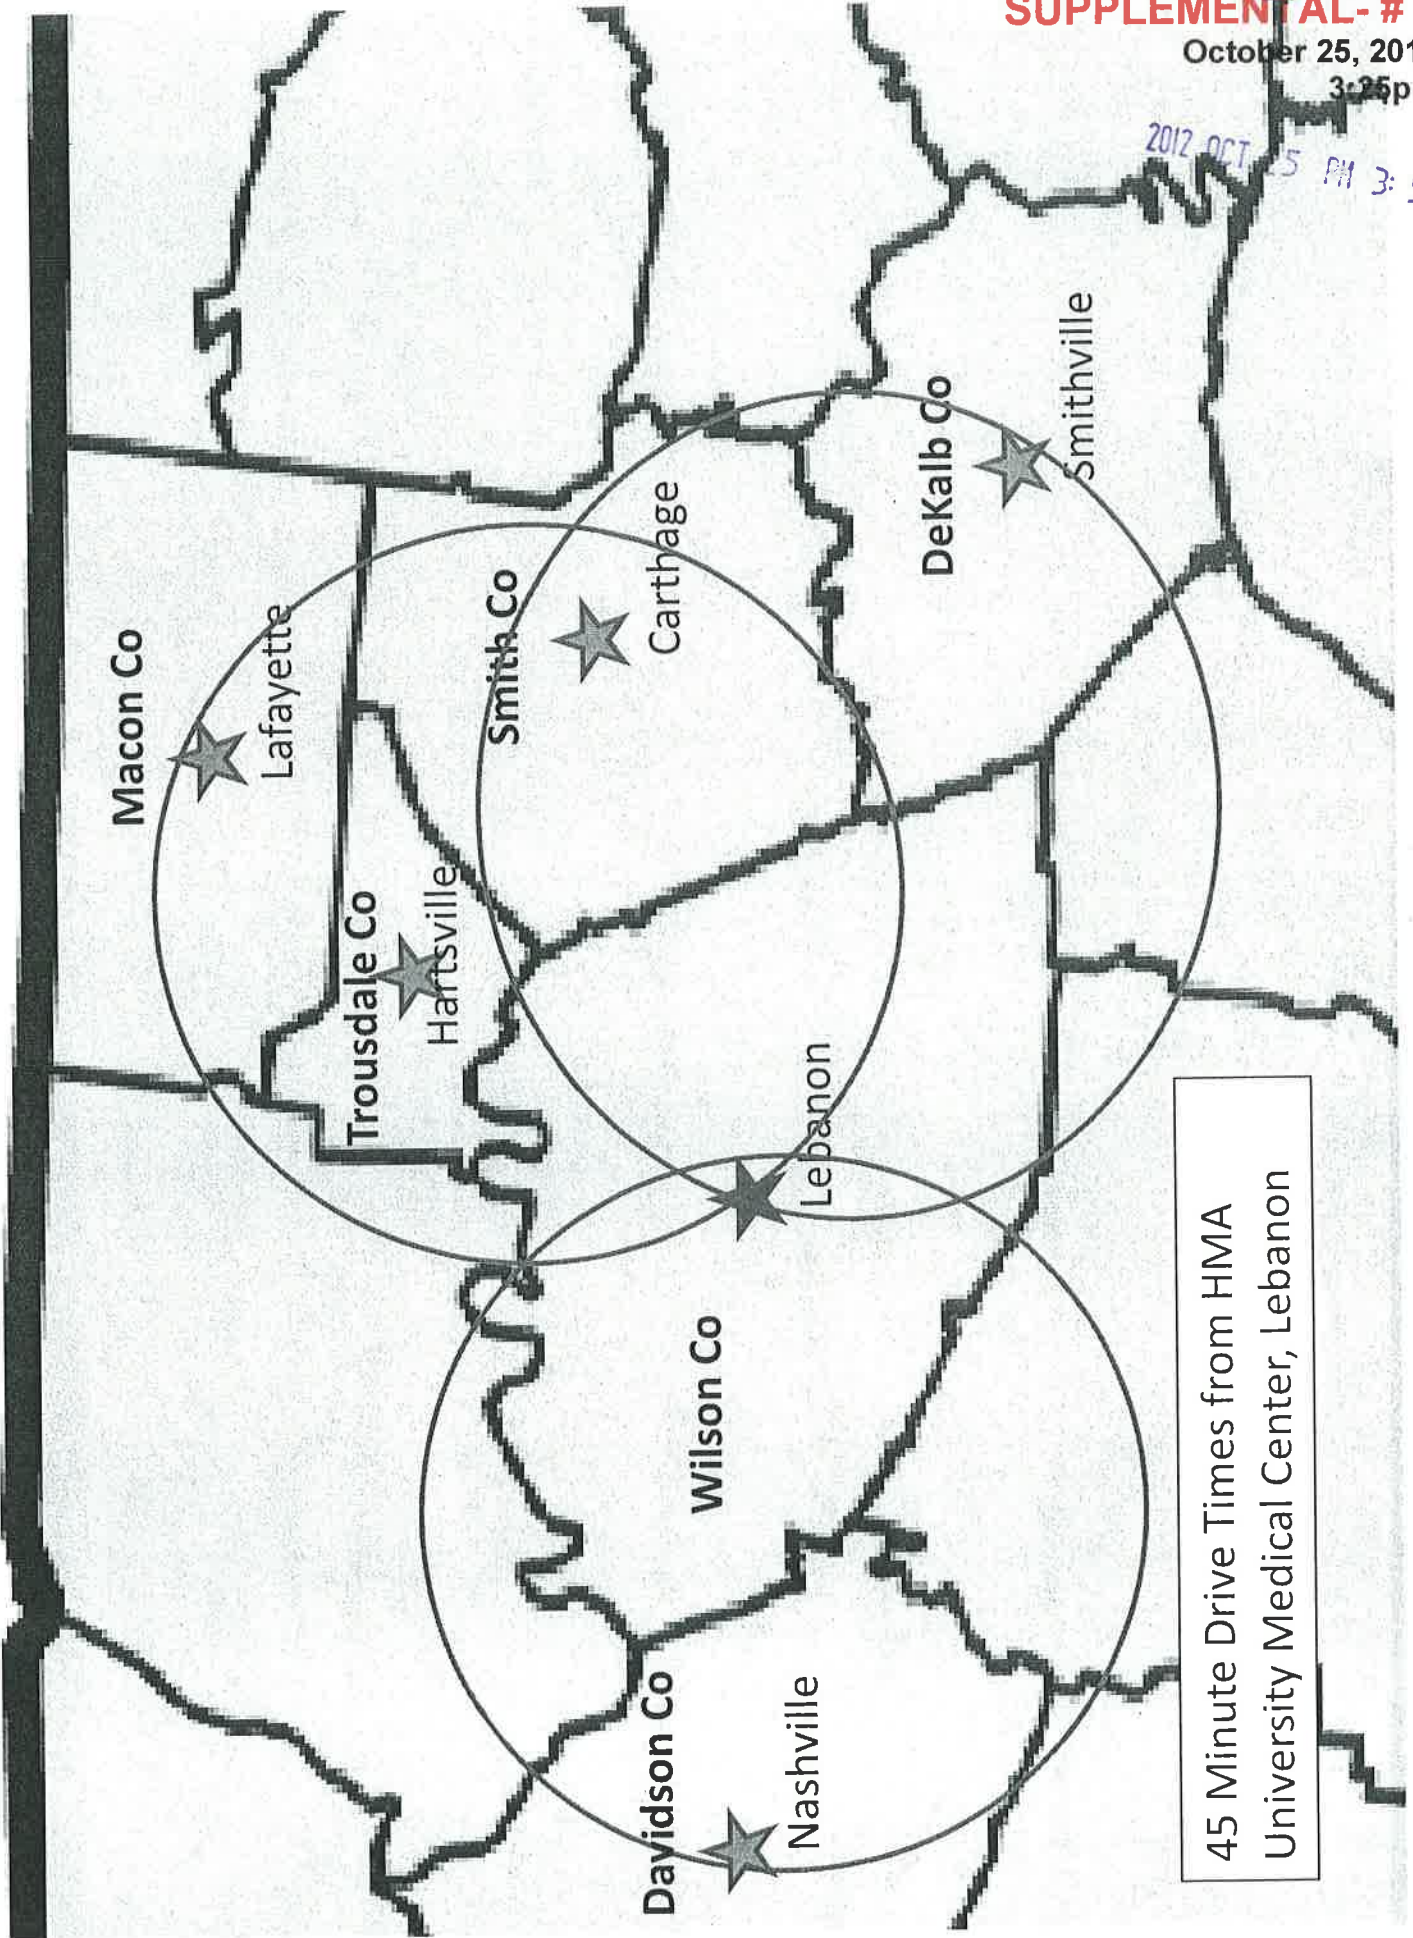 SUPPLEMENTAL- #
October 25, 201
3:25p
2012 OCT 25 PM 3:
Macon Co
Lafayette
Trousdale Co
Hartsville
Smith Co
Carthage
DeKalb Co
Smithville
Lebanon
Wilson Co
Davidson Co
Nashville
45 Minute Drive Times from HMA
University Medical Center, Lebanon